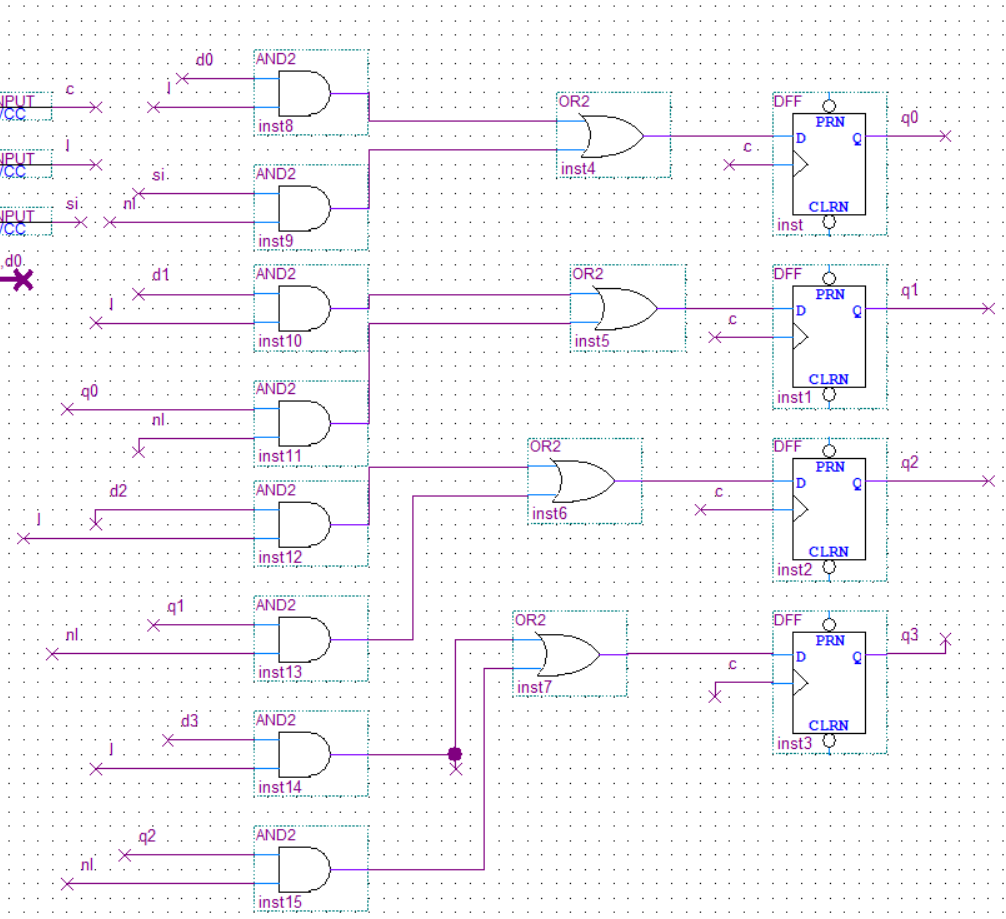 d0
AND2
c
l
NPUT
/CC
inst8
OR2
DFF
PRN
D
Q
q0
inst4
c
CLRN
inst
l
NPUT
/CC
si
AND2
nl
inst9
si
NPUT
/CC
,d0
d1
AND2
l
inst10
OR2
inst5
DFF
PRN
D
Q
q1
c
CLRN
inst1
q0
AND2
nl
inst11
d2
AND2
l
inst12
OR2
inst6
DFF
PRN
D
Q
q2
c
CLRN
inst2
q1
AND2
nl
inst13
OR2
inst7
DFF
PRN
D
Q
q3
c
CLRN
inst3
d3
AND2
l
inst14
q2
AND2
nl
inst15